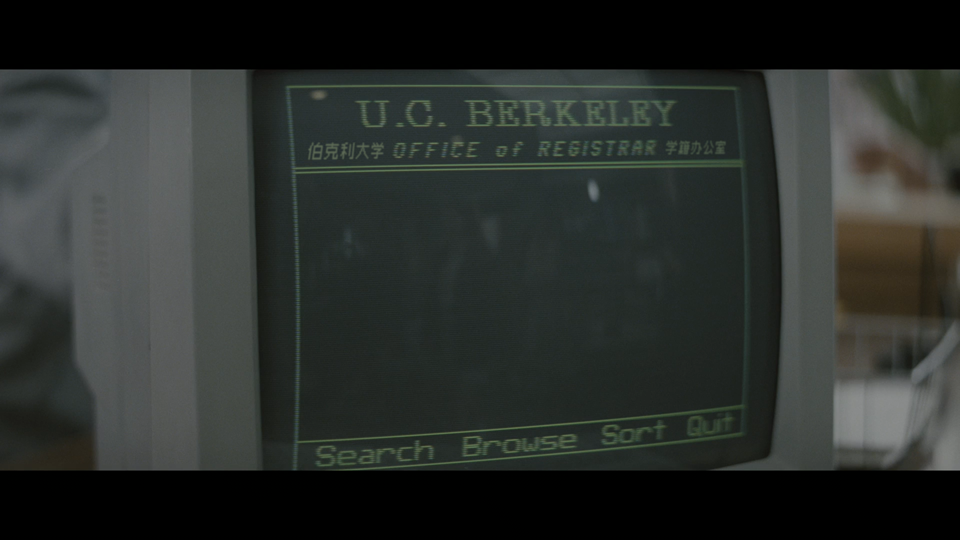 U.C. BERKELEY
伯克利大学 OFFICE of REGISTRAR 学籍办公室
Search Browse Sort Quit